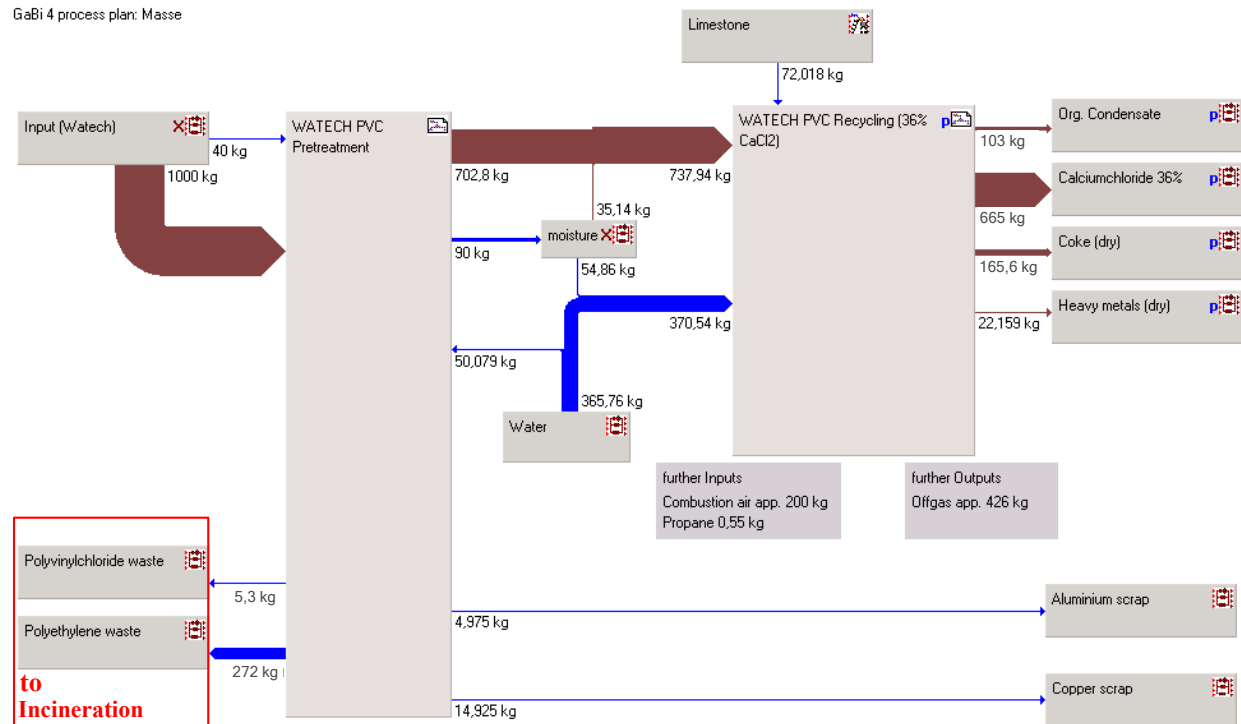 GaBi 4 process plan: Masse
Limestone
72,018 kg
Input (Watech)
40 kg
1000 kg
WATECH PVC
Pretreatment
702,8 kg
737,94 kg
35,14 kg
moisture
90 kg
54,86 kg
370,54 kg
50,079 kg
365,76 kg
Water
WATECH PVC Recycling (36%
CaCl2)
p
Org. Condensate
p
103 kg
Calciumchloride 36%
p
665 kg
Coke (dry)
p
165,6 kg
Heavy metals (dry)
p
22,159 kg
further Inputs
Combustion air app. 200 kg
Propane 0,55 kg
further Outputs
Offgas app. 426 kg
Polyvinylchloride waste
5,3 kg
Polyethylene waste
272 kg
to
Incineration
Aluminium scrap
4,975 kg
Copper scrap
14,925 kg